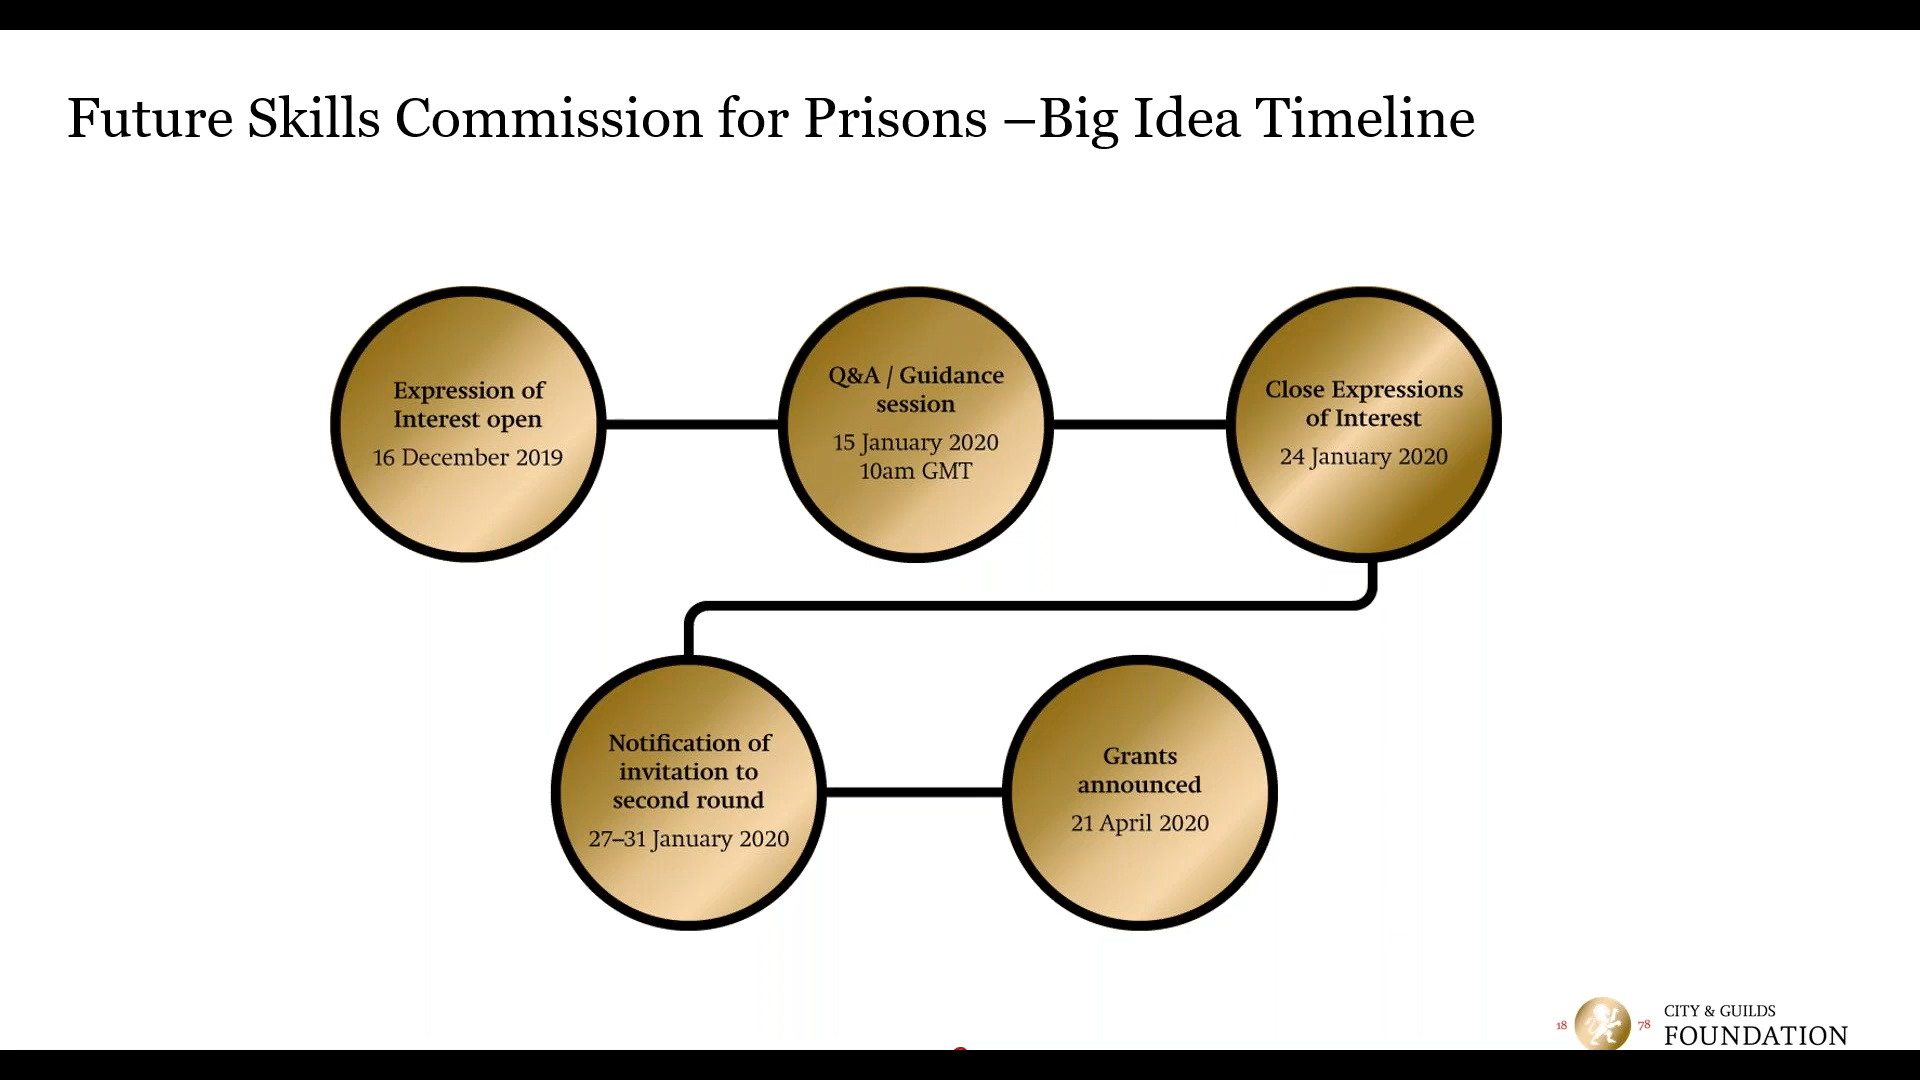 Future Skills Commission for Prisons –Big Idea Timeline
Expression of
Interest open
16 December 2019
Q&A / Guidance
session
15 January 2020
10am GMT
Close Expressions
of Interest
24 January 2020
Notification of
invitation to
second round
27–31 January 2020
Grants
announced
21 April 2020
18 78
CITY & GUILDS
FOUNDATION